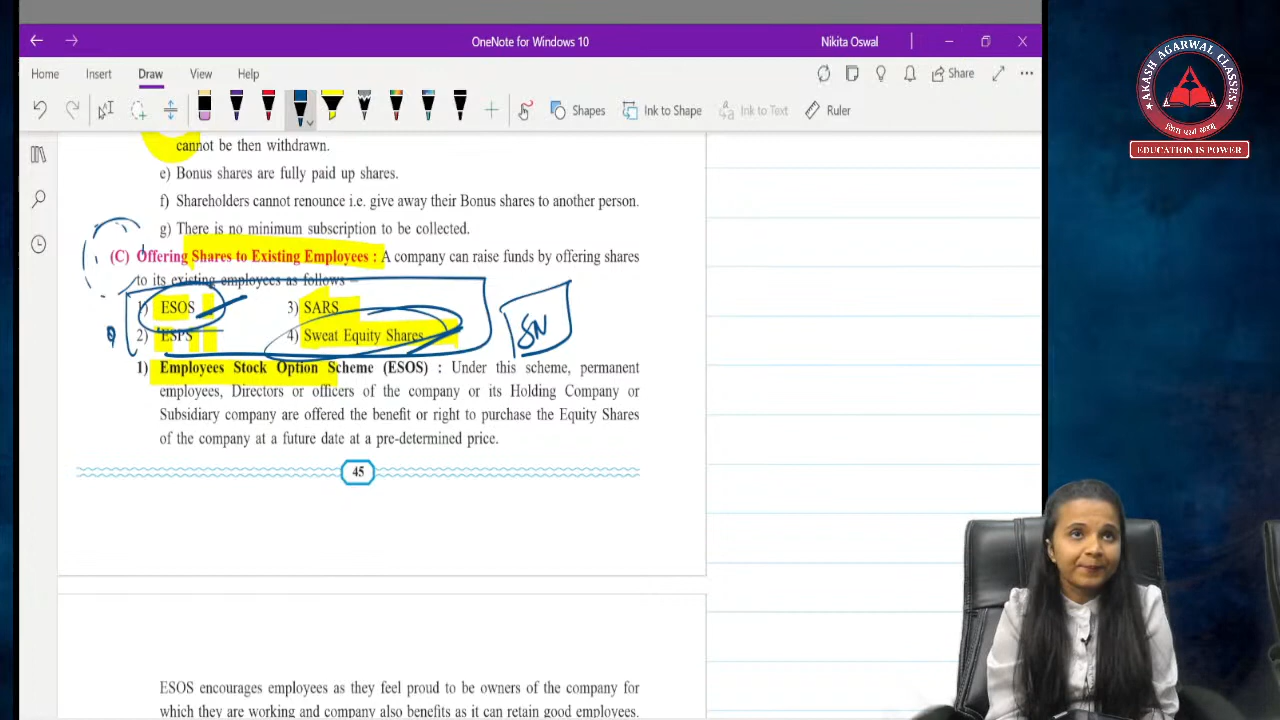 OneNote for Windows 10
Nikita Oswal
Home Insert Draw View Help
Share
Shapes Ink to Shape Ink to Text Ruler
cannot be then withdrawn.
e) Bonus shares are fully paid up shares.
f) Shareholders cannot renounce i.e. give away their Bonus shares to another person.
g) There is no minimum subscription to be collected.
(C) Offering Shares to Existing Employees : A company can raise funds by offering shares
to its existing employees as follows –
1) ESOS 3) SARS
2) ESPS 4) Sweat Equity Shares
SN
1) Employees Stock Option Scheme (ESOS) : Under this scheme, permanent
employees, Directors or officers of the company or its Holding Company or
Subsidiary company are offered the benefit or right to purchase the Equity Shares
of the company at a future date at a pre-determined price.
45
ESOS encourages employees as they feel proud to be owners of the company for
which they are working and company also benefits as it can retain good employees.
AKASH AGARWAL CLASSES
EDUCATION IS POWER